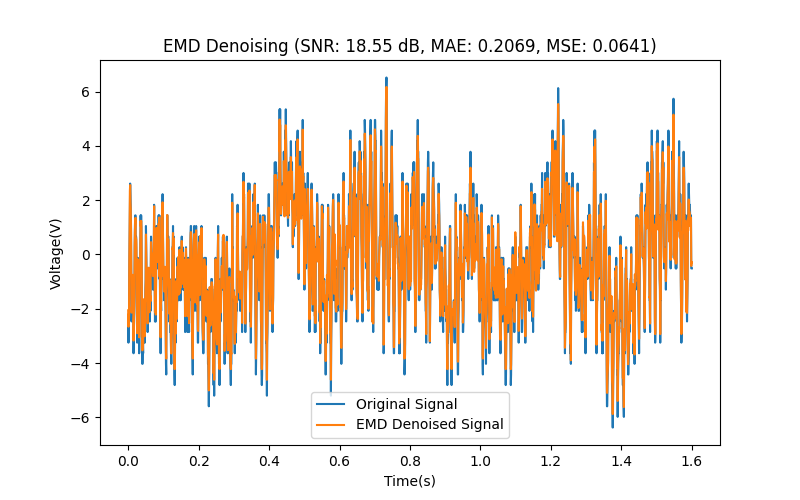 EMD Denoising (SNR: 18.55 dB, MAE: 0.2069, MSE: 0.0641)
Voltage(V)
6
4
2
0
−2
−4
−6
Original Signal
EMD Denoised Signal
0.0 0.2 0.4 0.6 0.8 1.0 1.2 1.4 1.6
Time(s)